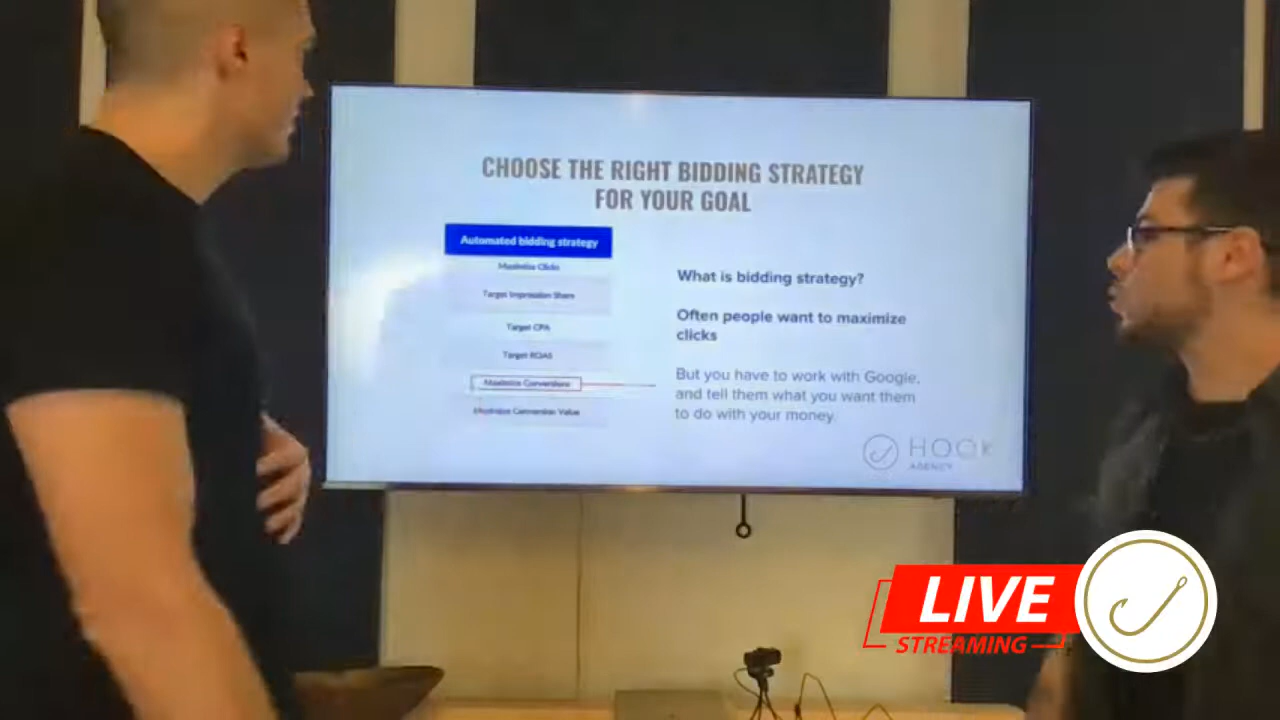 CHOOSE THE RIGHT BIDDING STRATEGY
FOR YOUR GOAL
Automated bidding strategy
Maximize Clicks
Target Impression Share
Target CPA
Target ROAS
Maximize Conversions
Maximize Conversion Value
What is bidding strategy?
Often people want to maximize
clicks
But you have to work with Google,
and tell them what you want them
to do with your money.
HOOK
AGENCY
LIVE
STREAMING